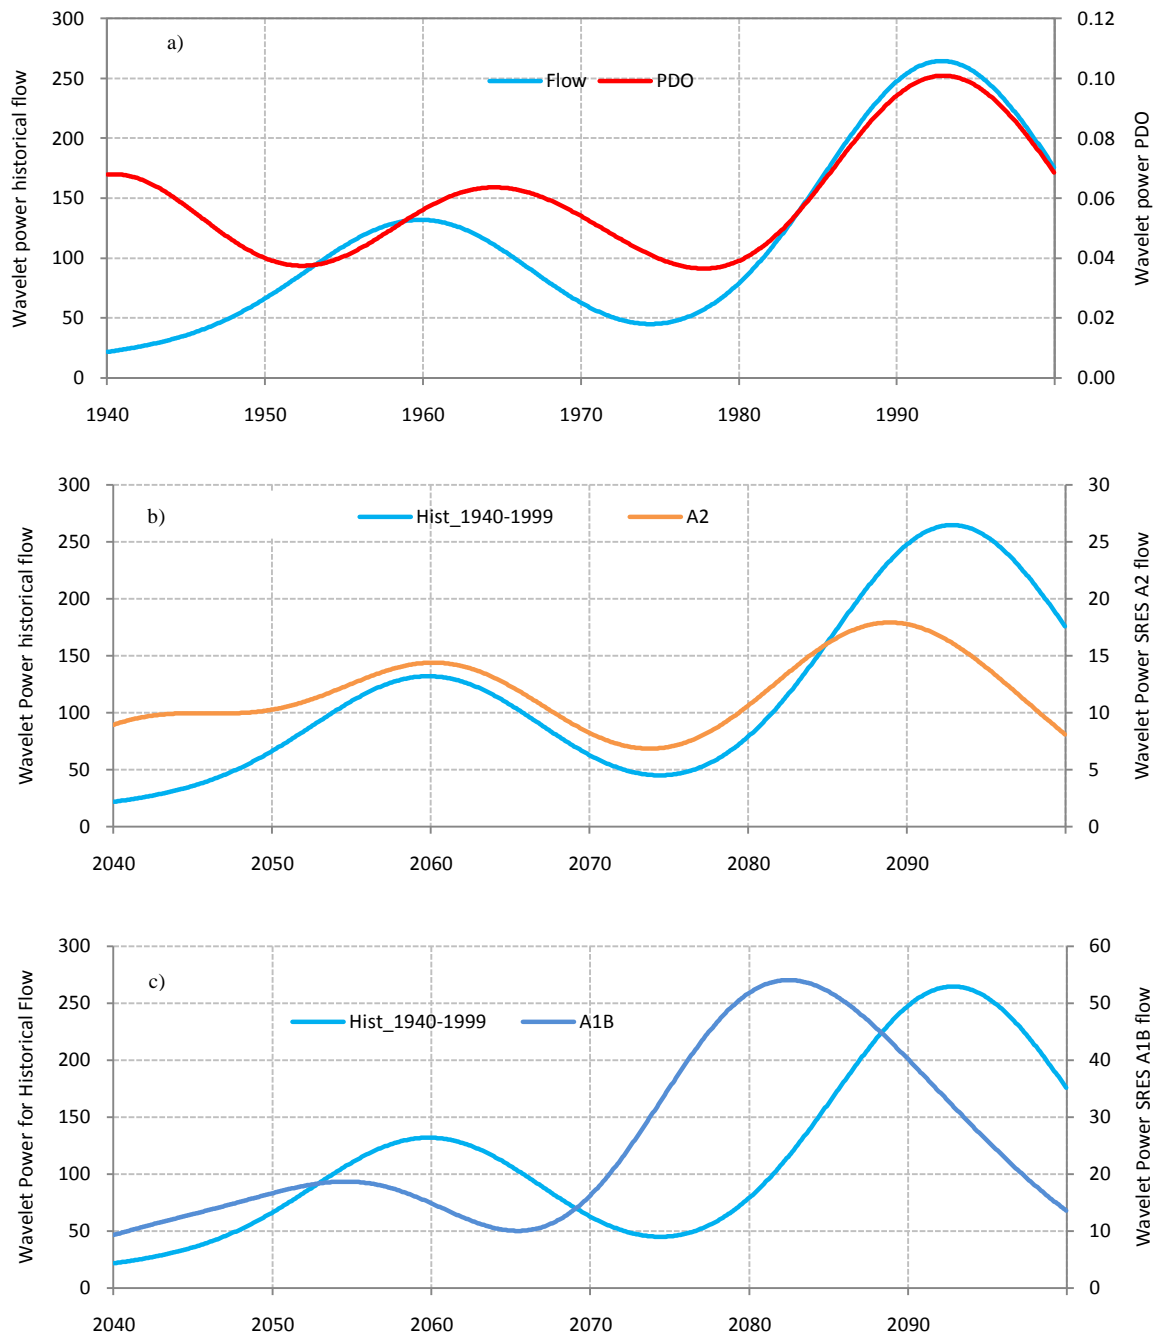 a)
Flow PDO
Wavelet power historical flow
300
250
200
150
100
50
0
0.12
0.10
0.08
0.06
0.04
0.02
0.00
Wavelet power PDO
1940 1950 1960 1970 1980 1990
b)
Hist_1940-1999 A2
Wavelet Power historical flow
300
250
200
150
100
50
0
30
25
20
15
10
5
0
Wavelet Power SRES A2 flow
2040 2050 2060 2070 2080 2090
c)
Hist_1940-1999 A1B
Wavelet Power for Historical Flow
300
250
200
150
100
50
0
60
50
40
30
20
10
0
Wavelet Power SRES A1B flow
2040 2050 2060 2070 2080 2090